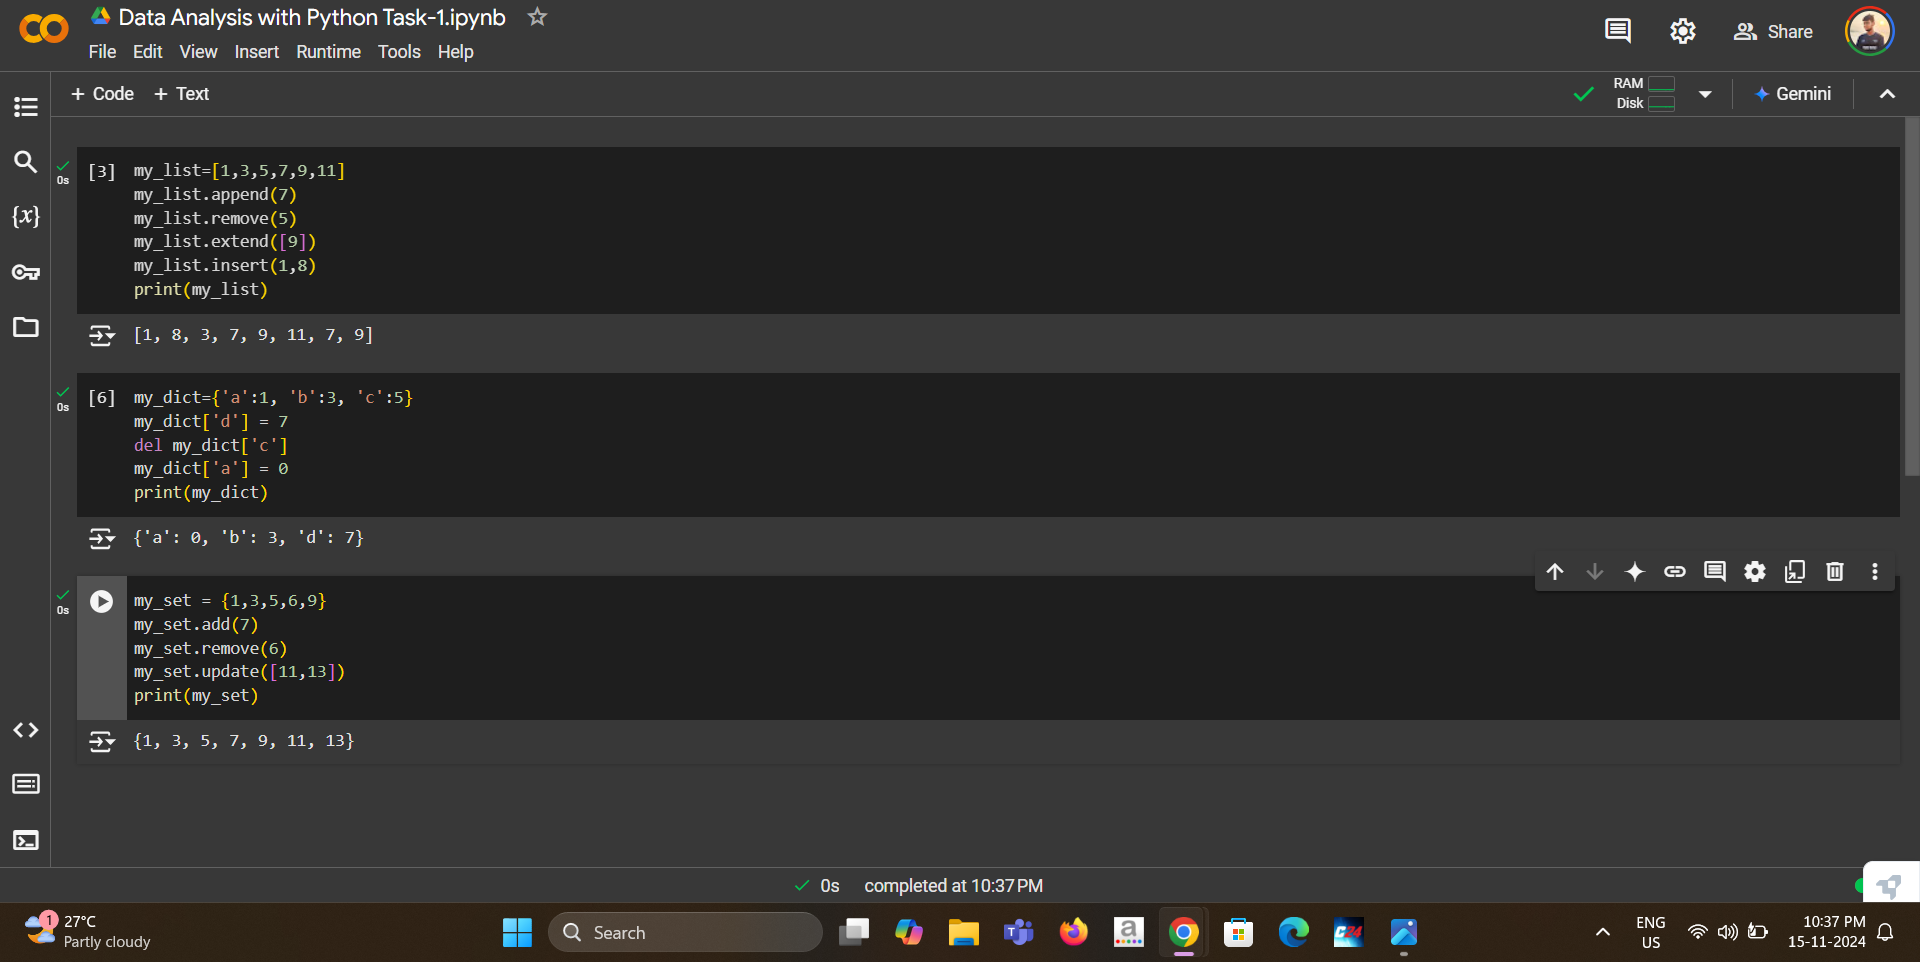 Data Analysis with Python Task-1.ipynb
File Edit View Insert Runtime Tools Help
Share
+ Code + Text
RAM
Disk
Gemini
0s
[3]
my_list=[1,3,5,7,9,11]
my_list.append(7)
my_list.remove(5)
my_list.extend([9])
my_list.insert(1,8)
print(my_list)
[1, 8, 3, 7, 9, 11, 7, 9]
0s
[6]
my_dict={'a':1, 'b':3, 'c':5}
my_dict['d'] = 7
del my_dict['c']
my_dict['a'] = 0
print(my_dict)
{'a': 0, 'b': 3, 'd': 7}
0s
my_set = {1,3,5,6,9}
my_set.add(7)
my_set.remove(6)
my_set.update([11,13])
print(my_set)
{1, 3, 5, 7, 9, 11, 13}
{x}
0s completed at 10:37 PM
1
27°C
Partly cloudy
Search
T
a
C24
ENG
US
10:37 PM
15-11-2024